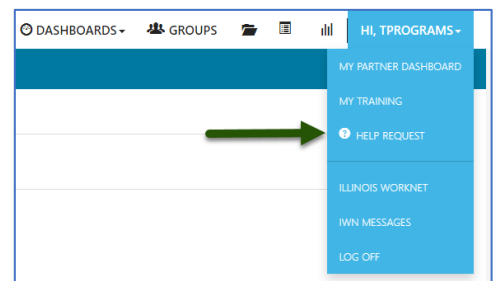 DASHBOARDS GROUPS HI, TPROGRAMS
MY PARTNER DASHBOARD
MY TRAINING
? HELP REQUEST
ILLINOIS WORKNET
IWN MESSAGES
LOG OFF